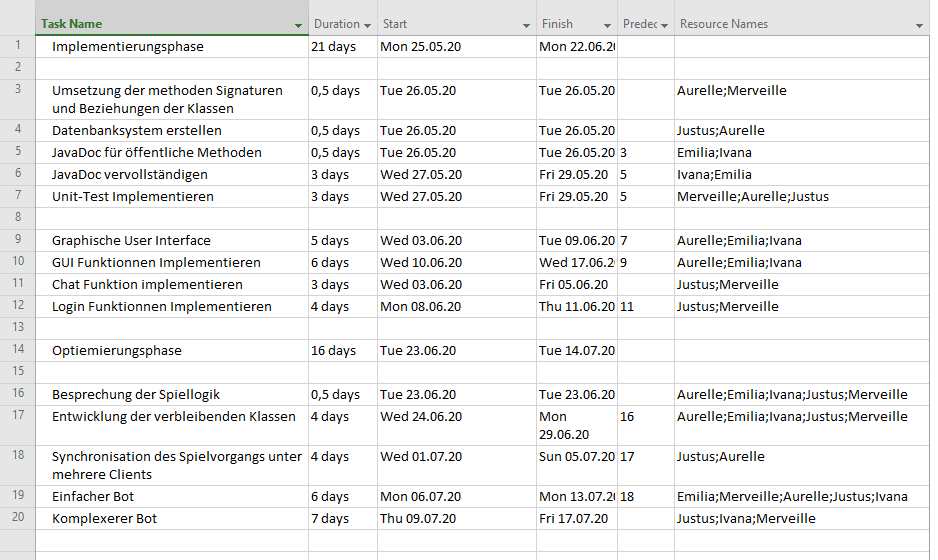 Task Name Duration Start Finish Predec Resource Names
1 Implementierungsphase 21 days Mon 25.05.20 Mon 22.06.20
2
3 Umsetzung der methoden Signaturen und Beziehungen der Klassen 0,5 days Tue 26.05.20 Tue 26.05.20 Aurelle;Merveille
4 Datenbanksystem erstellen 0,5 days Tue 26.05.20 Tue 26.05.20 Justus;Aurelle
5 JavaDoc für öffentliche Methoden 0,5 days Tue 26.05.20 Tue 26.05.20 3 Emilia;Ivana
6 JavaDoc vervollständigen 3 days Wed 27.05.20 Fri 29.05.20 5 Ivana;Emilia
7 Unit-Test Implementieren 3 days Wed 27.05.20 Fri 29.05.20 5 Merveille;Aurelle;Justus
8
9 Graphische User Interface 5 days Wed 03.06.20 Tue 09.06.20 7 Aurelle;Emilia;Ivana
10 GUI Funktionnen Implementieren 6 days Wed 10.06.20 Wed 17.06.20 9 Aurelle;Emilia;Ivana
11 Chat Funktion implementieren 3 days Wed 03.06.20 Fri 05.06.20 Justus;Merveille
12 Login Funktionnen Implementieren 4 days Mon 08.06.20 Thu 11.06.20 11 Justus;Merveille
13
14 Optiemierungsphase 16 days Tue 23.06.20 Tue 14.07.20
15
16 Besprechung der Spiellogik 0,5 days Tue 23.06.20 Tue 23.06.20 Aurelle;Emilia;Ivana;Justus;Merveille
17 Entwicklung der verbleibenden Klassen 4 days Wed 24.06.20 Mon 29.06.20 16 Aurelle;Emilia;Ivana;Justus;Merveille
18 Synchronisation des Spielvorgangs unter mehrere Clients 4 days Wed 01.07.20 Sun 05.07.20 17 Justus;Aurelle
19 Einfacher Bot 6 days Mon 06.07.20 Mon 13.07.20 18 Emilia;Merveille;Aurelle;Justus;Ivana
20 Komplexerer Bot 7 days Thu 09.07.20 Fri 17.07.20 Justus;Ivana;Merveille